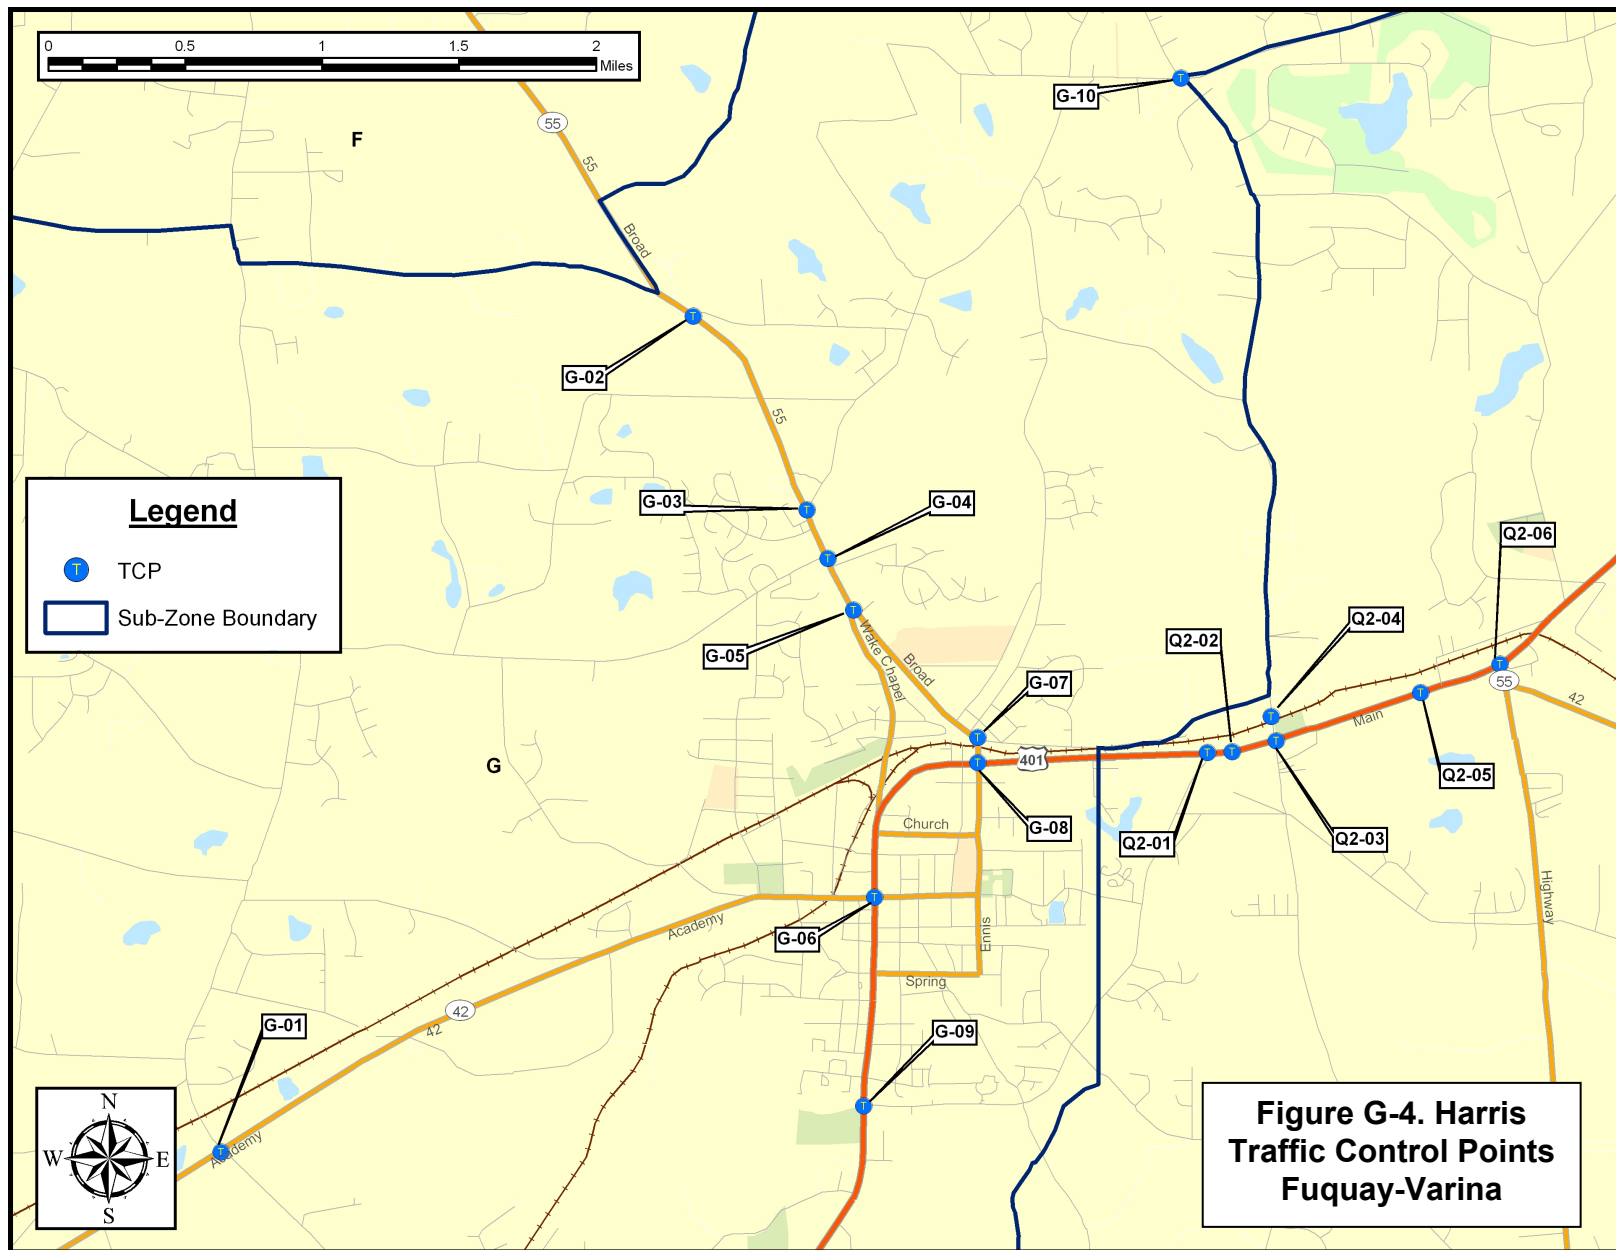 0 0.5 1 1.5 2
Miles
F
55
55
Broad
G-10
G-02
55
G-03
G-04
Legend
T TCP
Sub-Zone Boundary
G-05
Wake Chapel
Broad
G-07
Q2-02
Q2-04
Q2-06
55
42
Main
401
G
Q2-05
G-08
Q2-01
Q2-03
Church
Highway
Academy
G-06
Ennis
Spring
42
42
G-01
G-09
Academy
N
W E
S
Figure G-4. Harris
Traffic Control Points
Fuquay-Varina